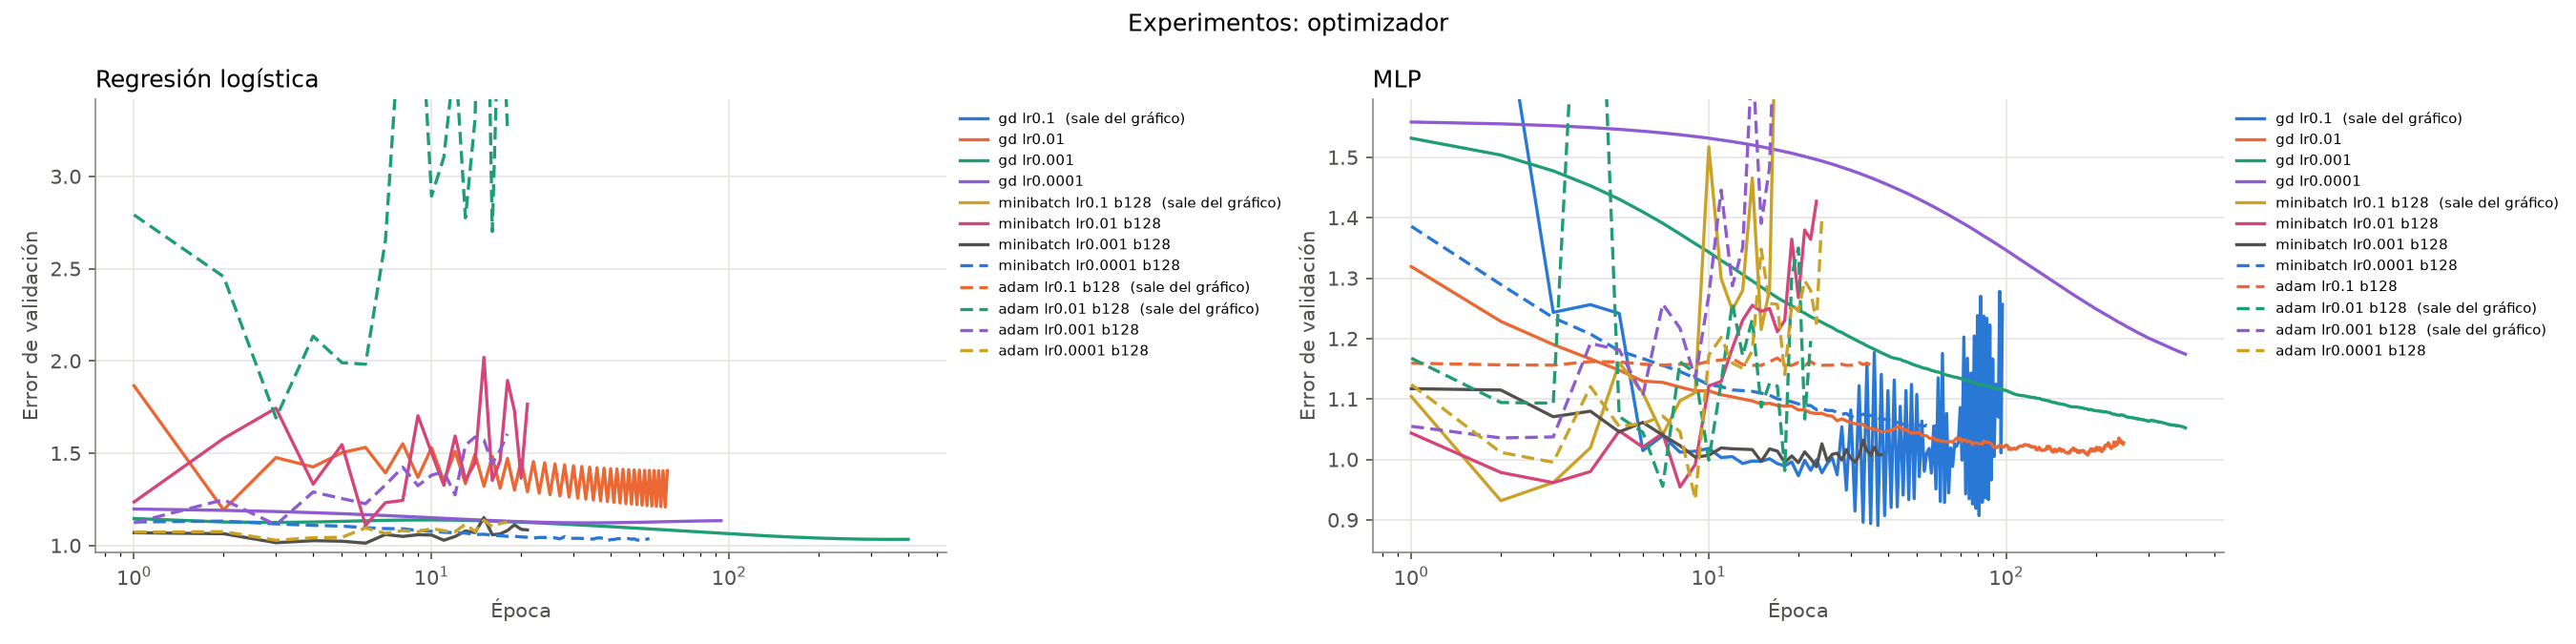 Experimentos: optimizador
Regresión logística
Error de validación
3.0
2.5
2.0
1.5
1.0
10^0
10^1
10^2
Época
gd lr0.1 (sale del gráfico)
gd lr0.01
gd lr0.001
gd lr0.0001
minibatch lr0.1 b128 (sale del gráfico)
minibatch lr0.01 b128
minibatch lr0.001 b128
minibatch lr0.0001 b128
adam lr0.1 b128 (sale del gráfico)
adam lr0.01 b128 (sale del gráfico)
adam lr0.001 b128
adam lr0.0001 b128
MLP
Error de validación
1.5
1.4
1.3
1.2
1.1
1.0
0.9
10^0
10^1
10^2
Época
gd lr0.1 (sale del gráfico)
gd lr0.01
gd lr0.001
gd lr0.0001
minibatch lr0.1 b128 (sale del gráfico)
minibatch lr0.01 b128
minibatch lr0.001 b128
minibatch lr0.0001 b128
adam lr0.1 b128
adam lr0.01 b128 (sale del gráfico)
adam lr0.001 b128 (sale del gráfico)
adam lr0.0001 b128